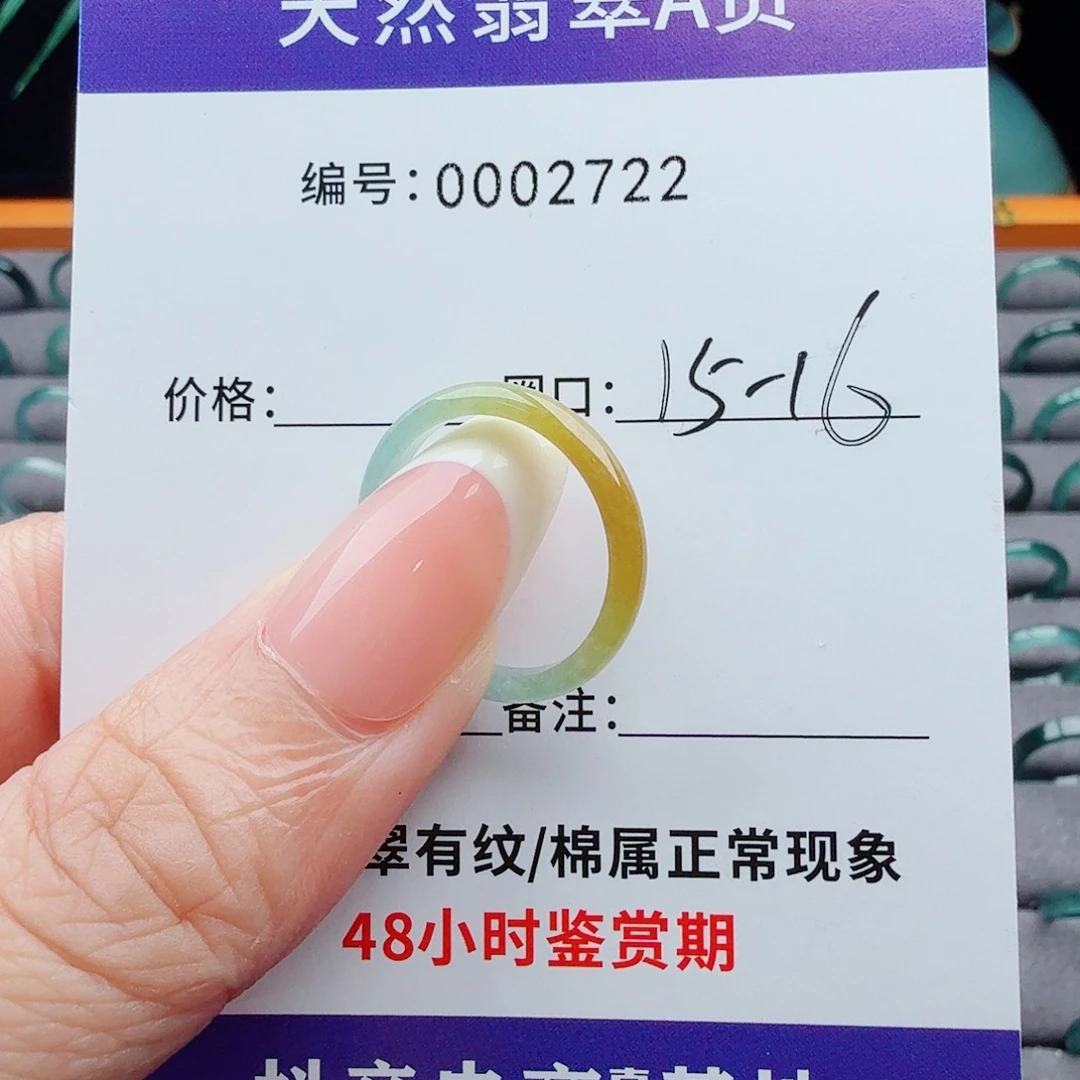 天然翡翠A货
编号：0002722
价格： 圈口：15-16
备注：
翠有纹/棉属正常现象
48小时鉴赏期